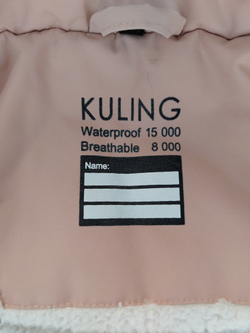 KULING
Waterproof 15 000
Breathable 8 000
Name: